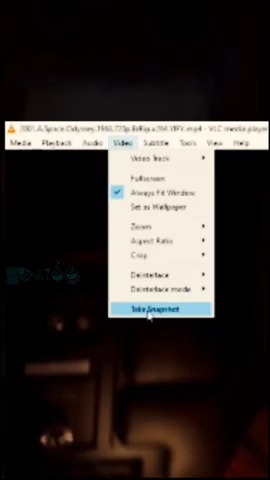 2001.A.Space.Odyssey.1968.720p.BrRip.x264.YIFY.mp4 - VLC media player
Media Playback Audio Video Subtitle Tools View Help
Video Track
Fullscreen
Always Fit Window
Set as Wallpaper
Zoom
Aspect Ratio
Crop
Deinterlace
Deinterlace mode
Take Snapshot